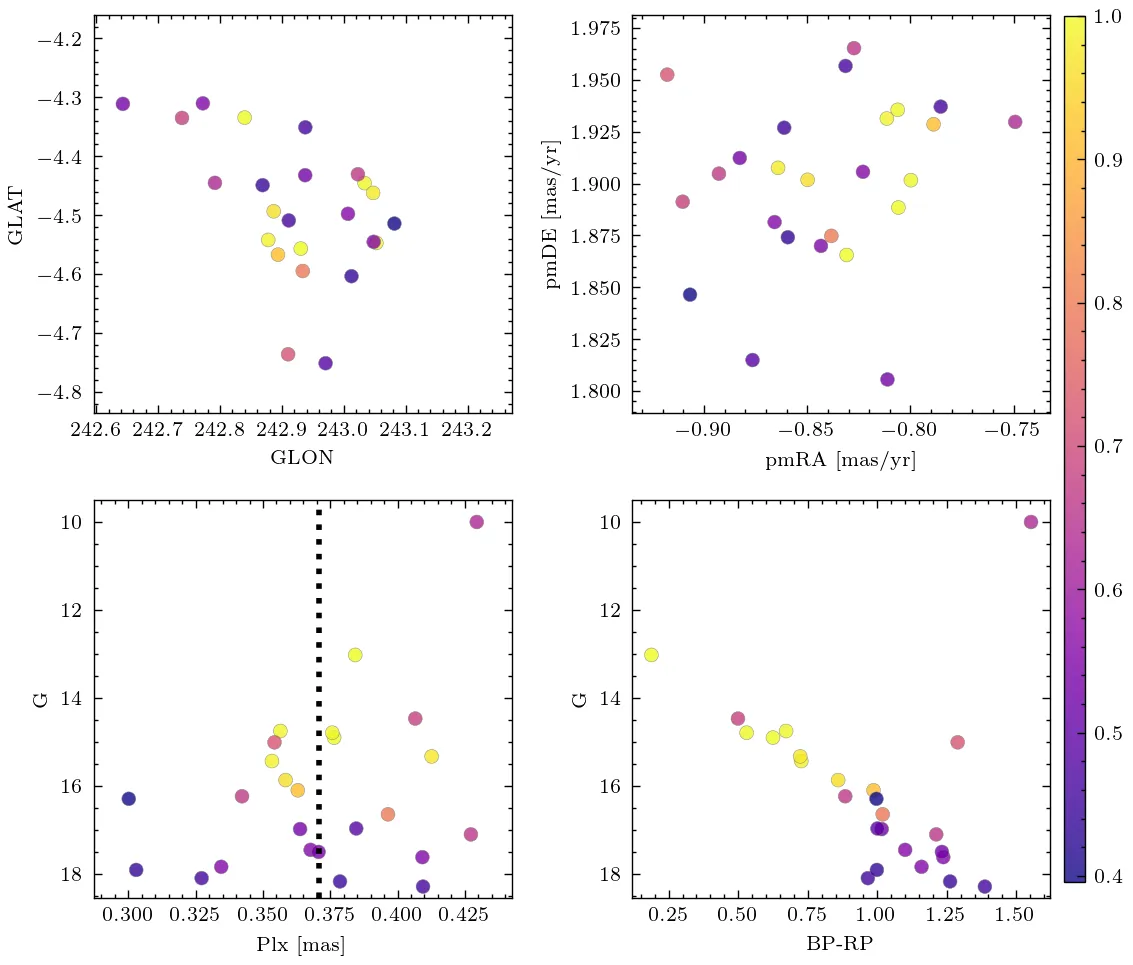 −4.2
−4.3
−4.4
−4.5
−4.6
−4.7
−4.8
GLAT
242.6 242.7 242.8 242.9 243.0 243.1 243.2
GLON
1.975
1.950
1.925
1.900
1.875
1.850
1.825
1.800
pmDE [mas/yr]
−0.90 −0.85 −0.80 −0.75
pmRA [mas/yr]
10
12
14
16
18
G
0.300 0.325 0.350 0.375 0.400 0.425
Plx [mas]
10
12
14
16
18
G
0.25 0.50 0.75 1.00 1.25 1.50
BP-RP
1.0
0.9
0.8
0.7
0.6
0.5
0.4